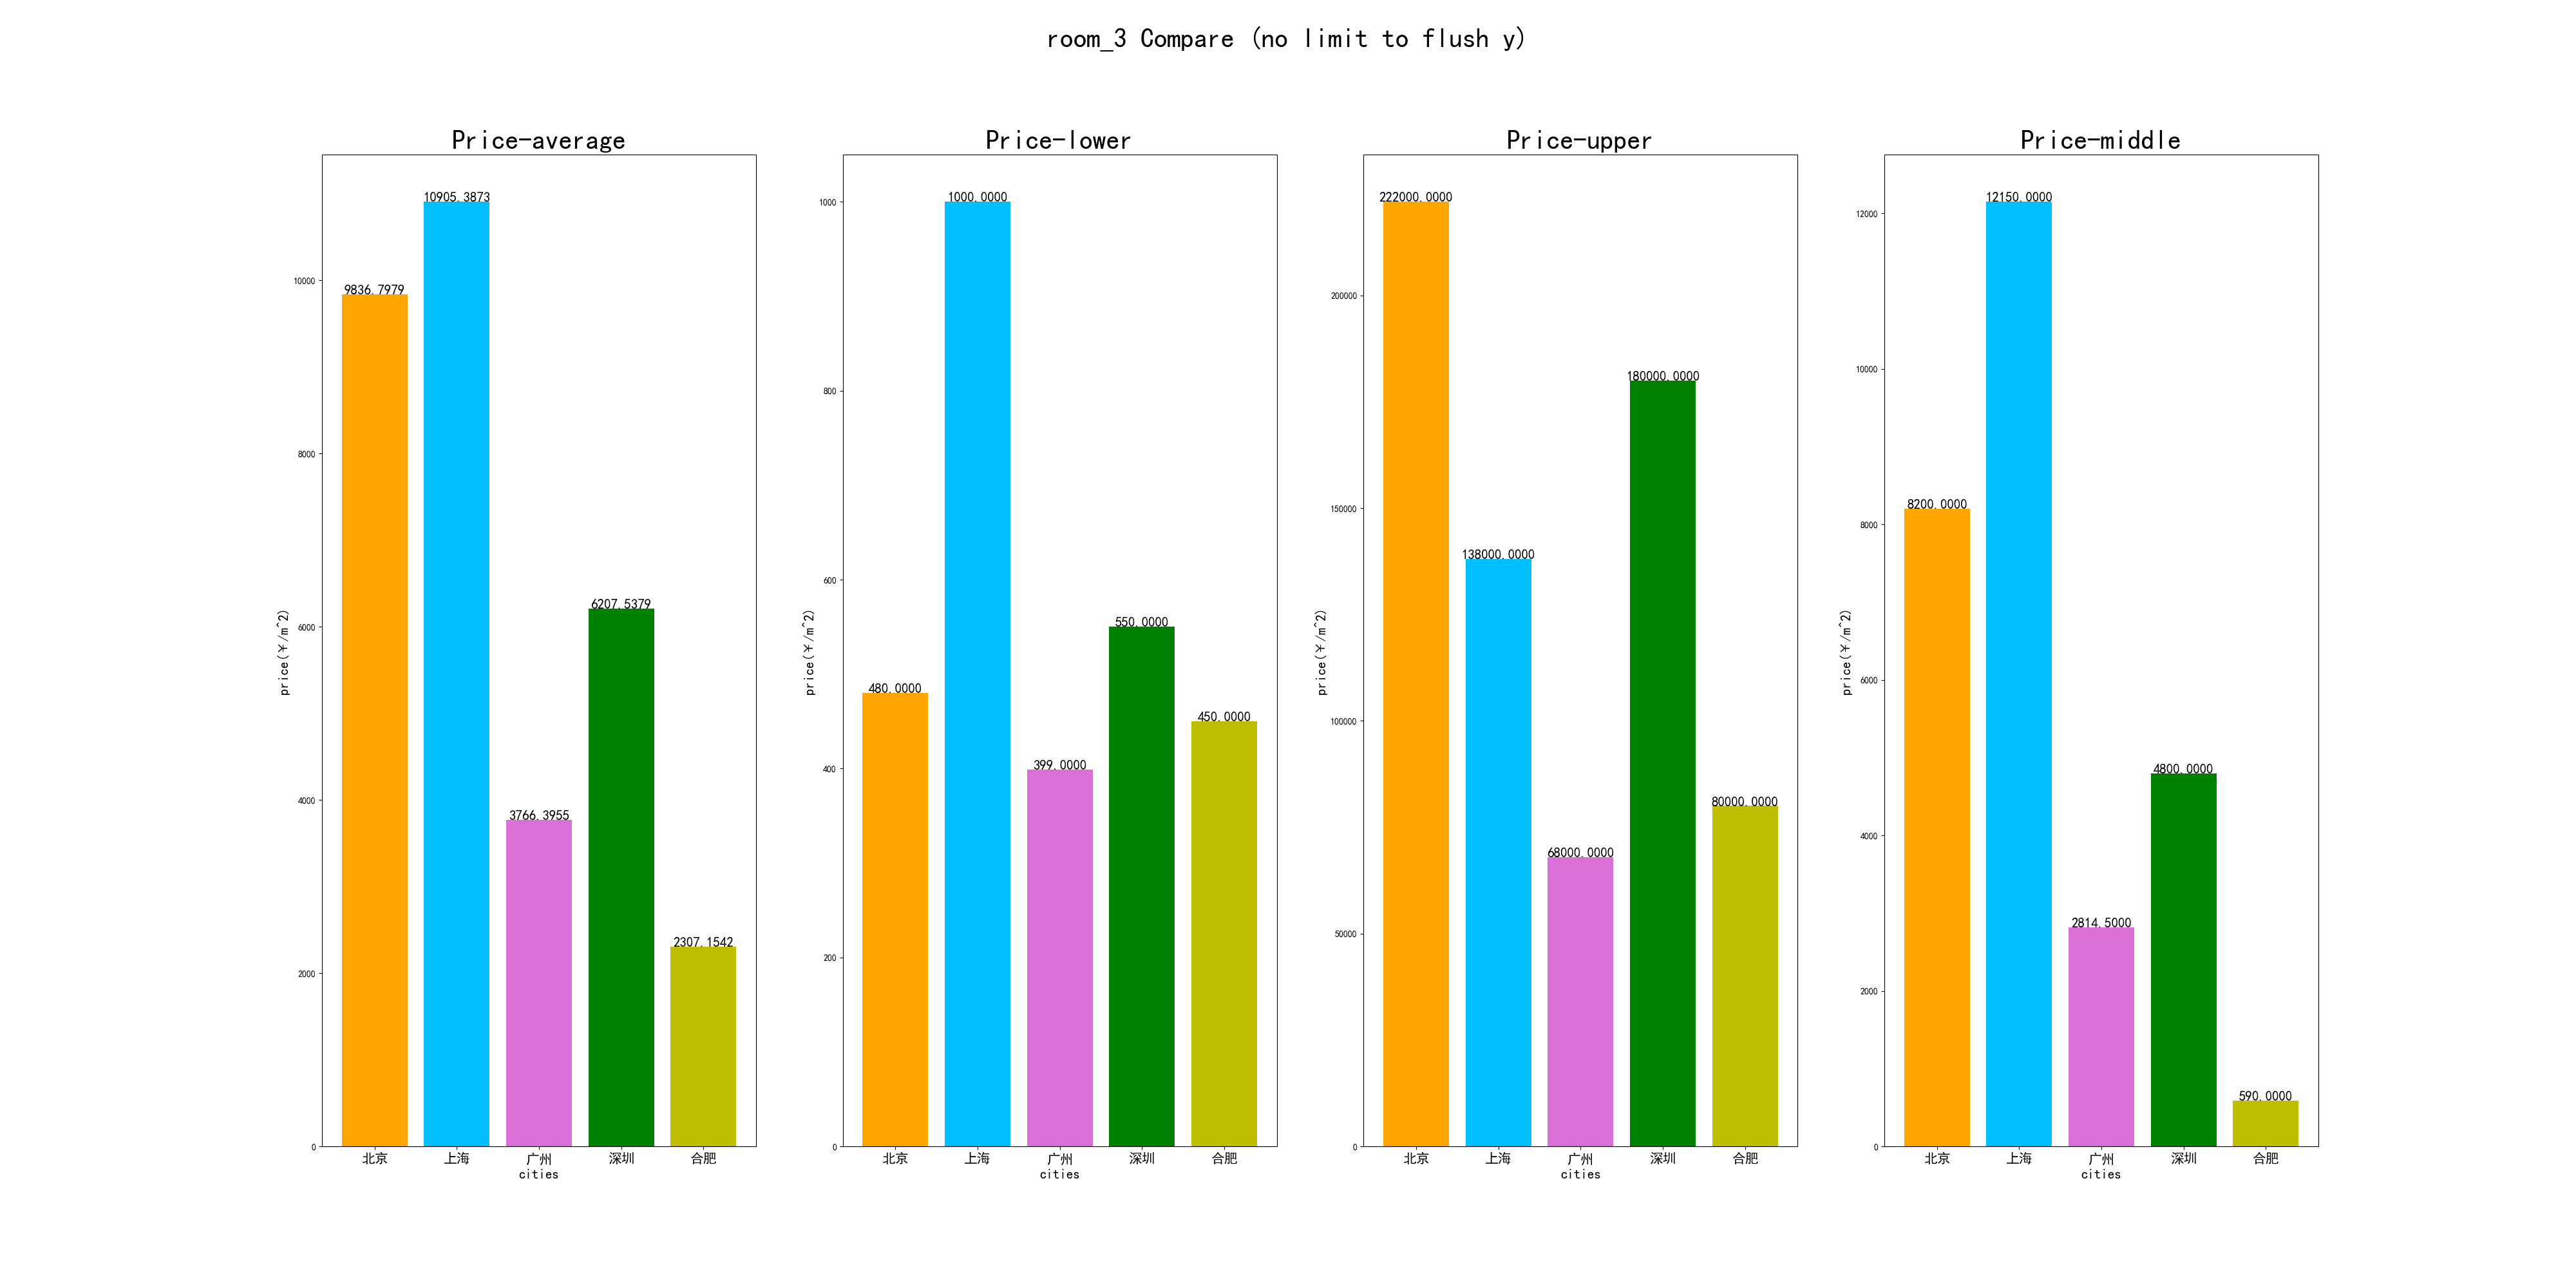 room_3 Compare (no limit to flush y)
Price-average
10000
8000
6000
4000
2000
0
price(￥/m^2)
9836.7979
10905.3873
3766.3955
6207.5379
2307.1542
北京 上海 广州 深圳 合肥
cities
Price-lower
1000
800
600
400
200
0
price(￥/m^2)
480.0000
1000.0000
399.0000
550.0000
450.0000
北京 上海 广州 深圳 合肥
cities
Price-upper
200000
150000
100000
50000
0
price(￥/m^2)
222000.0000
138000.0000
68000.0000
180000.0000
80000.0000
北京 上海 广州 深圳 合肥
cities
Price-middle
12000
10000
8000
6000
4000
2000
0
price(￥/m^2)
8200.0000
12150.0000
2814.5000
4800.0000
590.0000
北京 上海 广州 深圳 合肥
cities